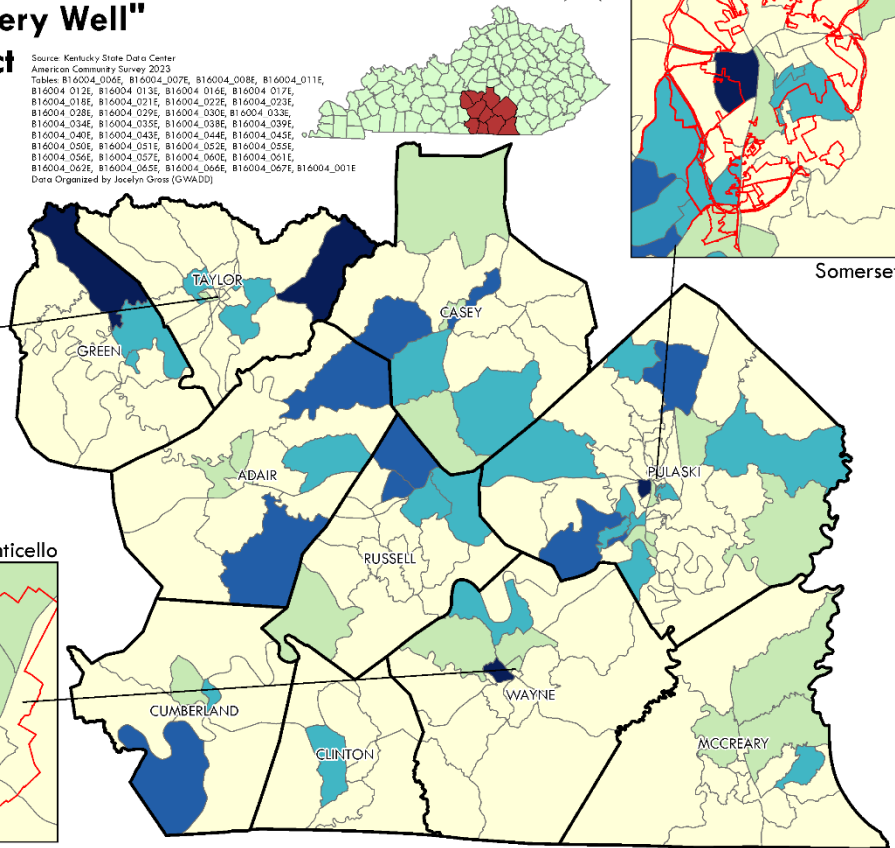 ery Well"
ct
Source: Kentucky State Data Center
American Community Survey 2023
Tables: B16004_006E, B16004_007E, B16004_008E, B16004_011E,
B16004_012E, B16004_013E, B16004_016E, B16004_017E,
B16004_018E, B16004_021E, B16004_022E, B16004_023E,
B16004_028E, B16004_029E, B16004_030E, B16004_033E,
B16004_034E, B16004_035E, B16004_038E, B16004_039E,
B16004_040E, B16004_043E, B16004_044E, B16004_045E,
B16004_050E, B16004_051E, B16004_052E, B16004_055E,
B16004_056E, B16004_057E, B16004_060E, B16004_061E,
B16004_062E, B16004_065E, B16004_066E, B16004_067E, B16004_001E
Data Organized by Jocelyn Gross (GWADD)
Somerse
TAYLOR
CASEY
GREEN
PULASKI
ADAIR
RUSSELL
nticello
WAYNE
CUMBERLAND
MCCREARY
CLINTON